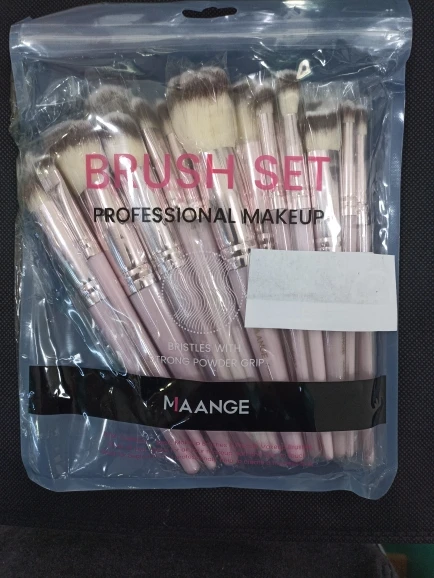 BRUSH SET
PROFESSIONAL MAKEUP
BRISTLES WITH
STRONG POWDER GRIP
MAANGE